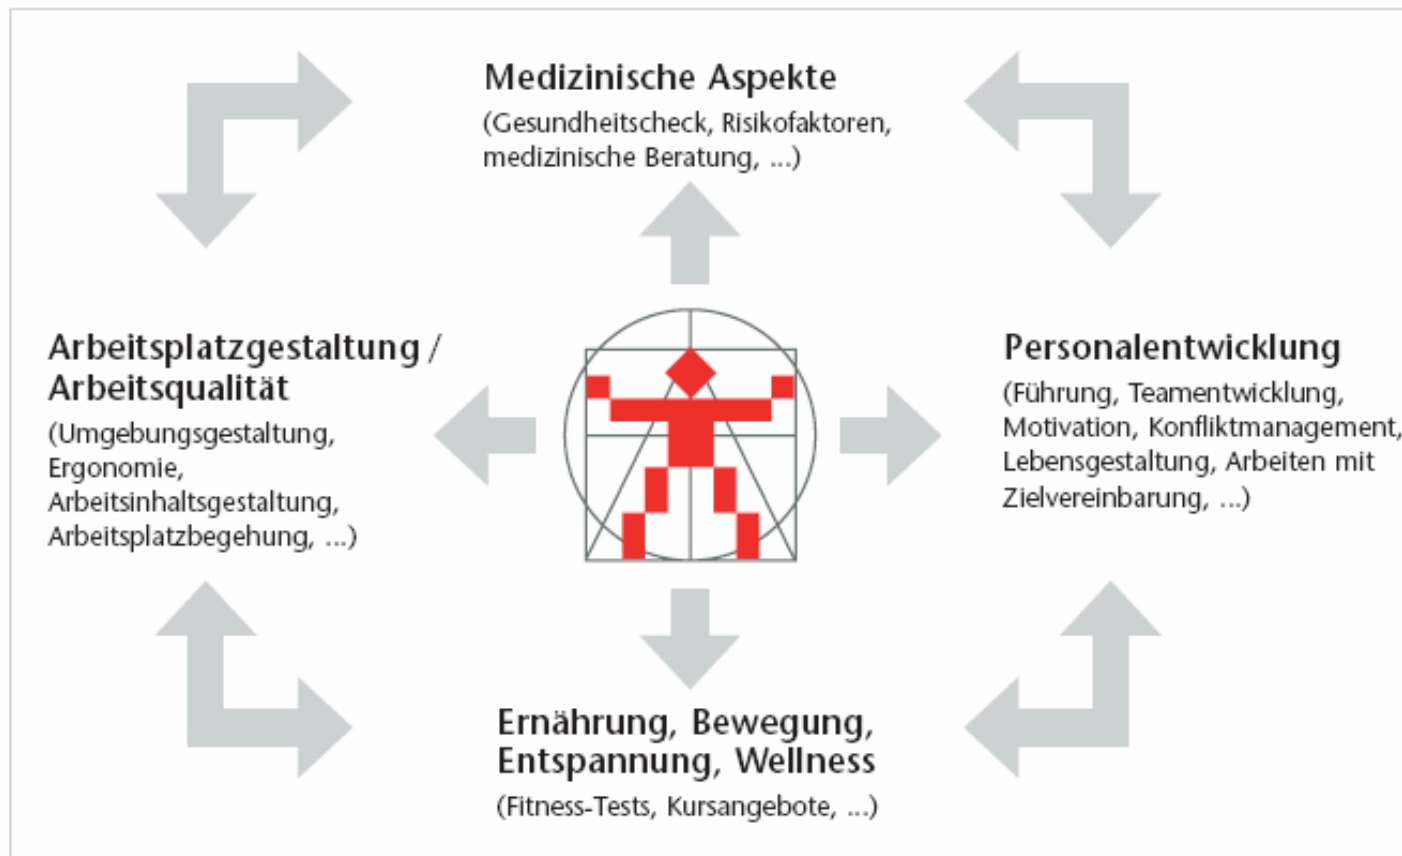 Medizinische Aspekte
(Gesundheitscheck, Risikofaktoren,
medizinische Beratung, ...)
Arbeitsplatzgestaltung /
Arbeitsqualität
(Umgebungsgestaltung,
Ergonomie,
Arbeitsinhaltsgestaltung,
Arbeitsplatzbegehung, ...)
Personalentwicklung
(Führung, Teamentwicklung,
Motivation, Konfliktmanagement,
Lebensgestaltung, Arbeiten mit
Zielvereinbarung, ...)
Ernährung, Bewegung,
Entspannung, Wellness
(Fitness-Tests, Kursangebote, ...)